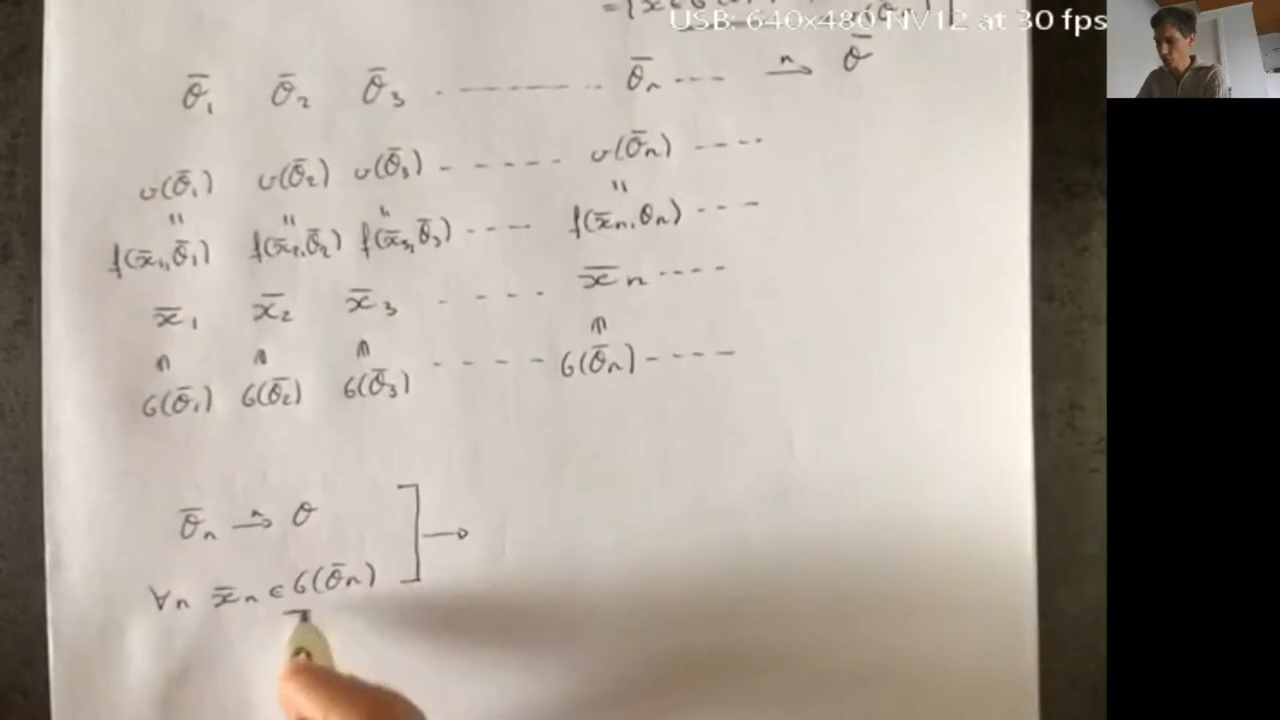 USB: 640x480 NV12 at 30 fps
θ̄₁ θ̄₂ θ̄₃ . - - - - - - . . θ̄ₙ - - - - →ⁿ θ̄
v(θ̄₁) v(θ̄₂) v(θ̄₃) - - - - - - v(θ̄ₙ) - - - -
" " " "
f(x̄₁,θ̄₁) f(x̄₂,θ̄₂) f(x̄₃,θ̄₃) - - - - f(x̄ₙ,θₙ) - - -
x̄₁ x̄₂ x̄₃ - - - - x̄ₙ - - - -
∩ ∩ ∩ ∩
G(θ̄₁) G(θ̄₂) G(θ̄₃) - - - - - G(θ̄ₙ) - - - -
θ̄ₙ →ⁿ θ
∀n x̄ₙ ∈ G(θ̄ₙ) ] →